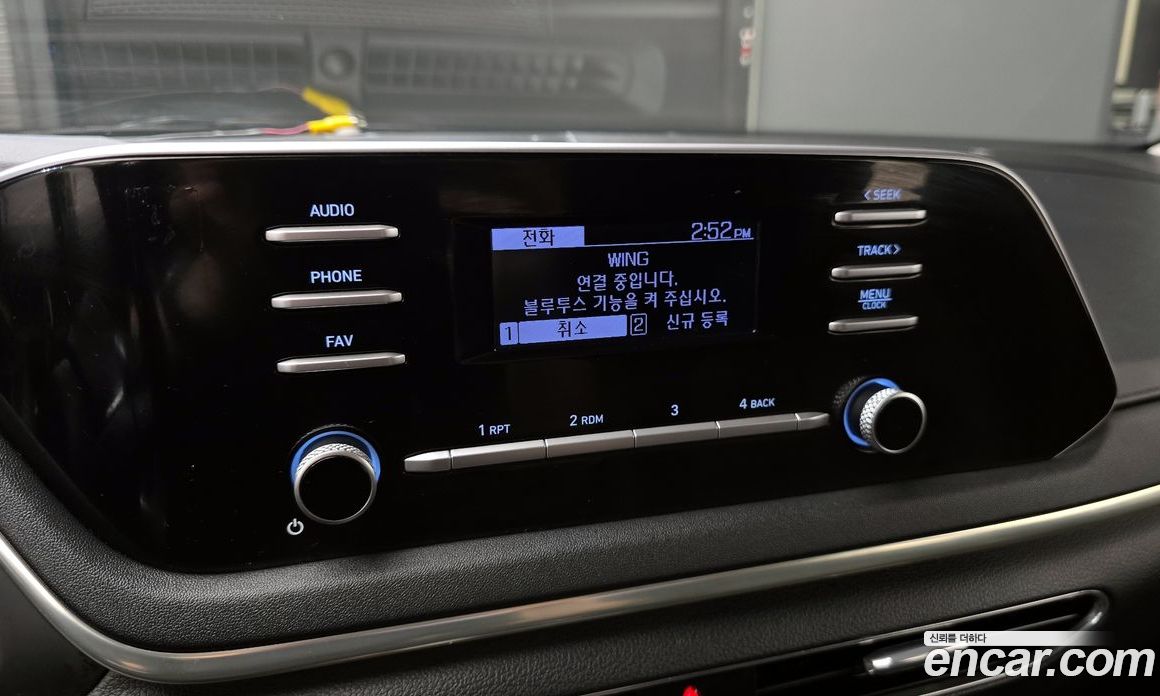 AUDIO
PHONE
FAV
전화
2:52 PM
WING
연결 중입니다.
블루투스 기능을 켜 주십시오.
1 취소 2 신규 등록
< SEEK
TRACK >
MENU
CLOCK
1 RPT
2 RDM
3
4 BACK
신뢰를 더하다
encar.com